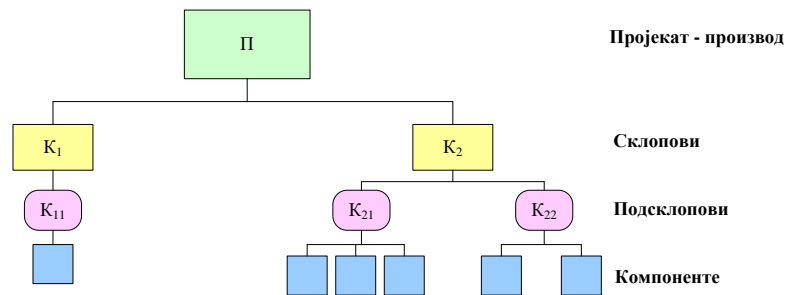 П
Пројекат - производ
К₁
К₂
Склопови
К₁₁
К₂₁
К₂₂
Подсклопови
Компоненте